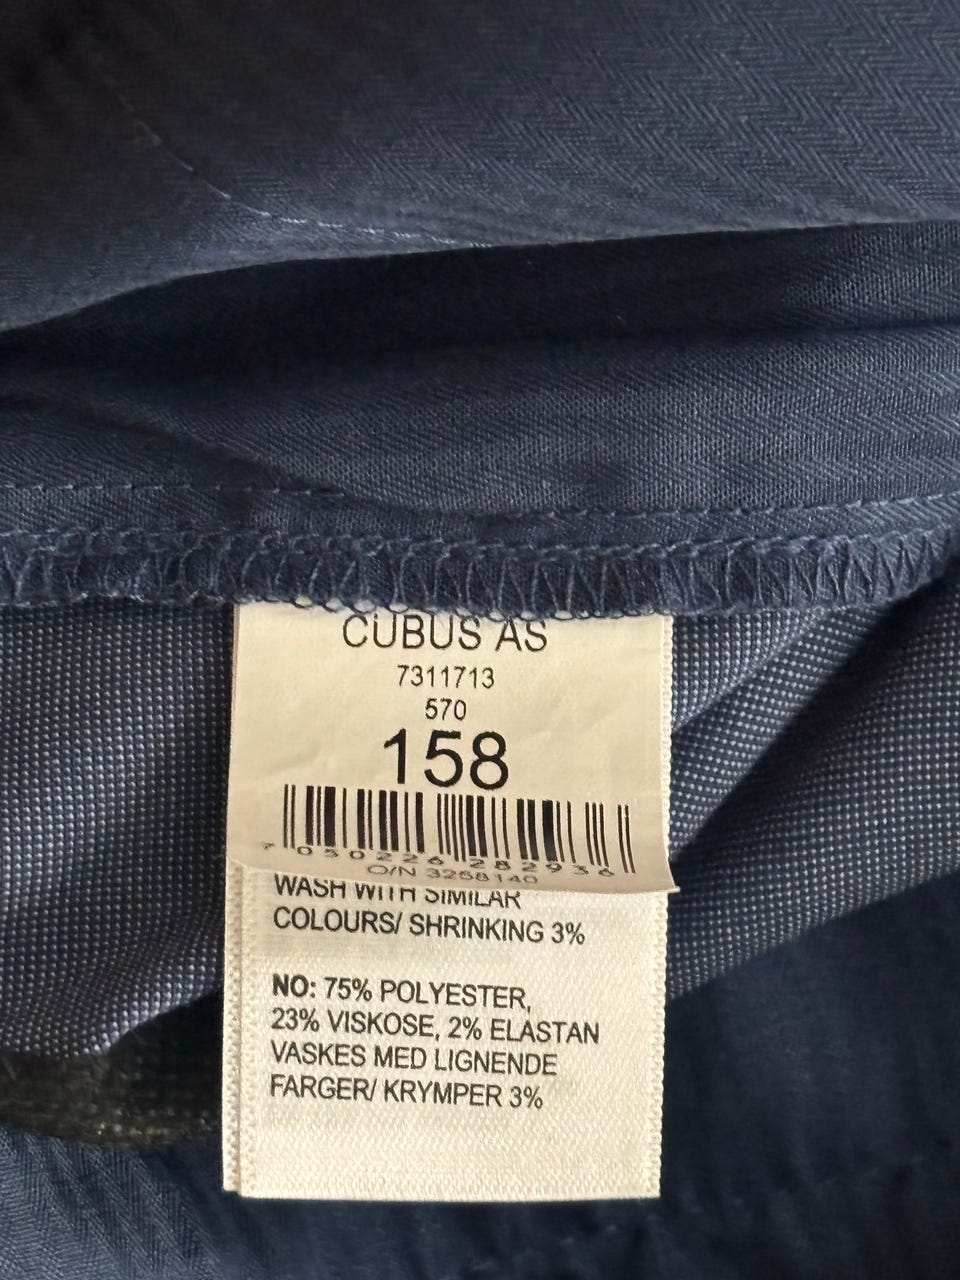 CUBUS AS
7311713
570
158
7 050226 282936
O/N 3258140
WASH WITH SIMILAR
COLOURS/ SHRINKING 3%
NO: 75% POLYESTER,
23% VISKOSE, 2% ELASTAN
VASKES MED LIGNENDE
FARGER/ KRYMPER 3%